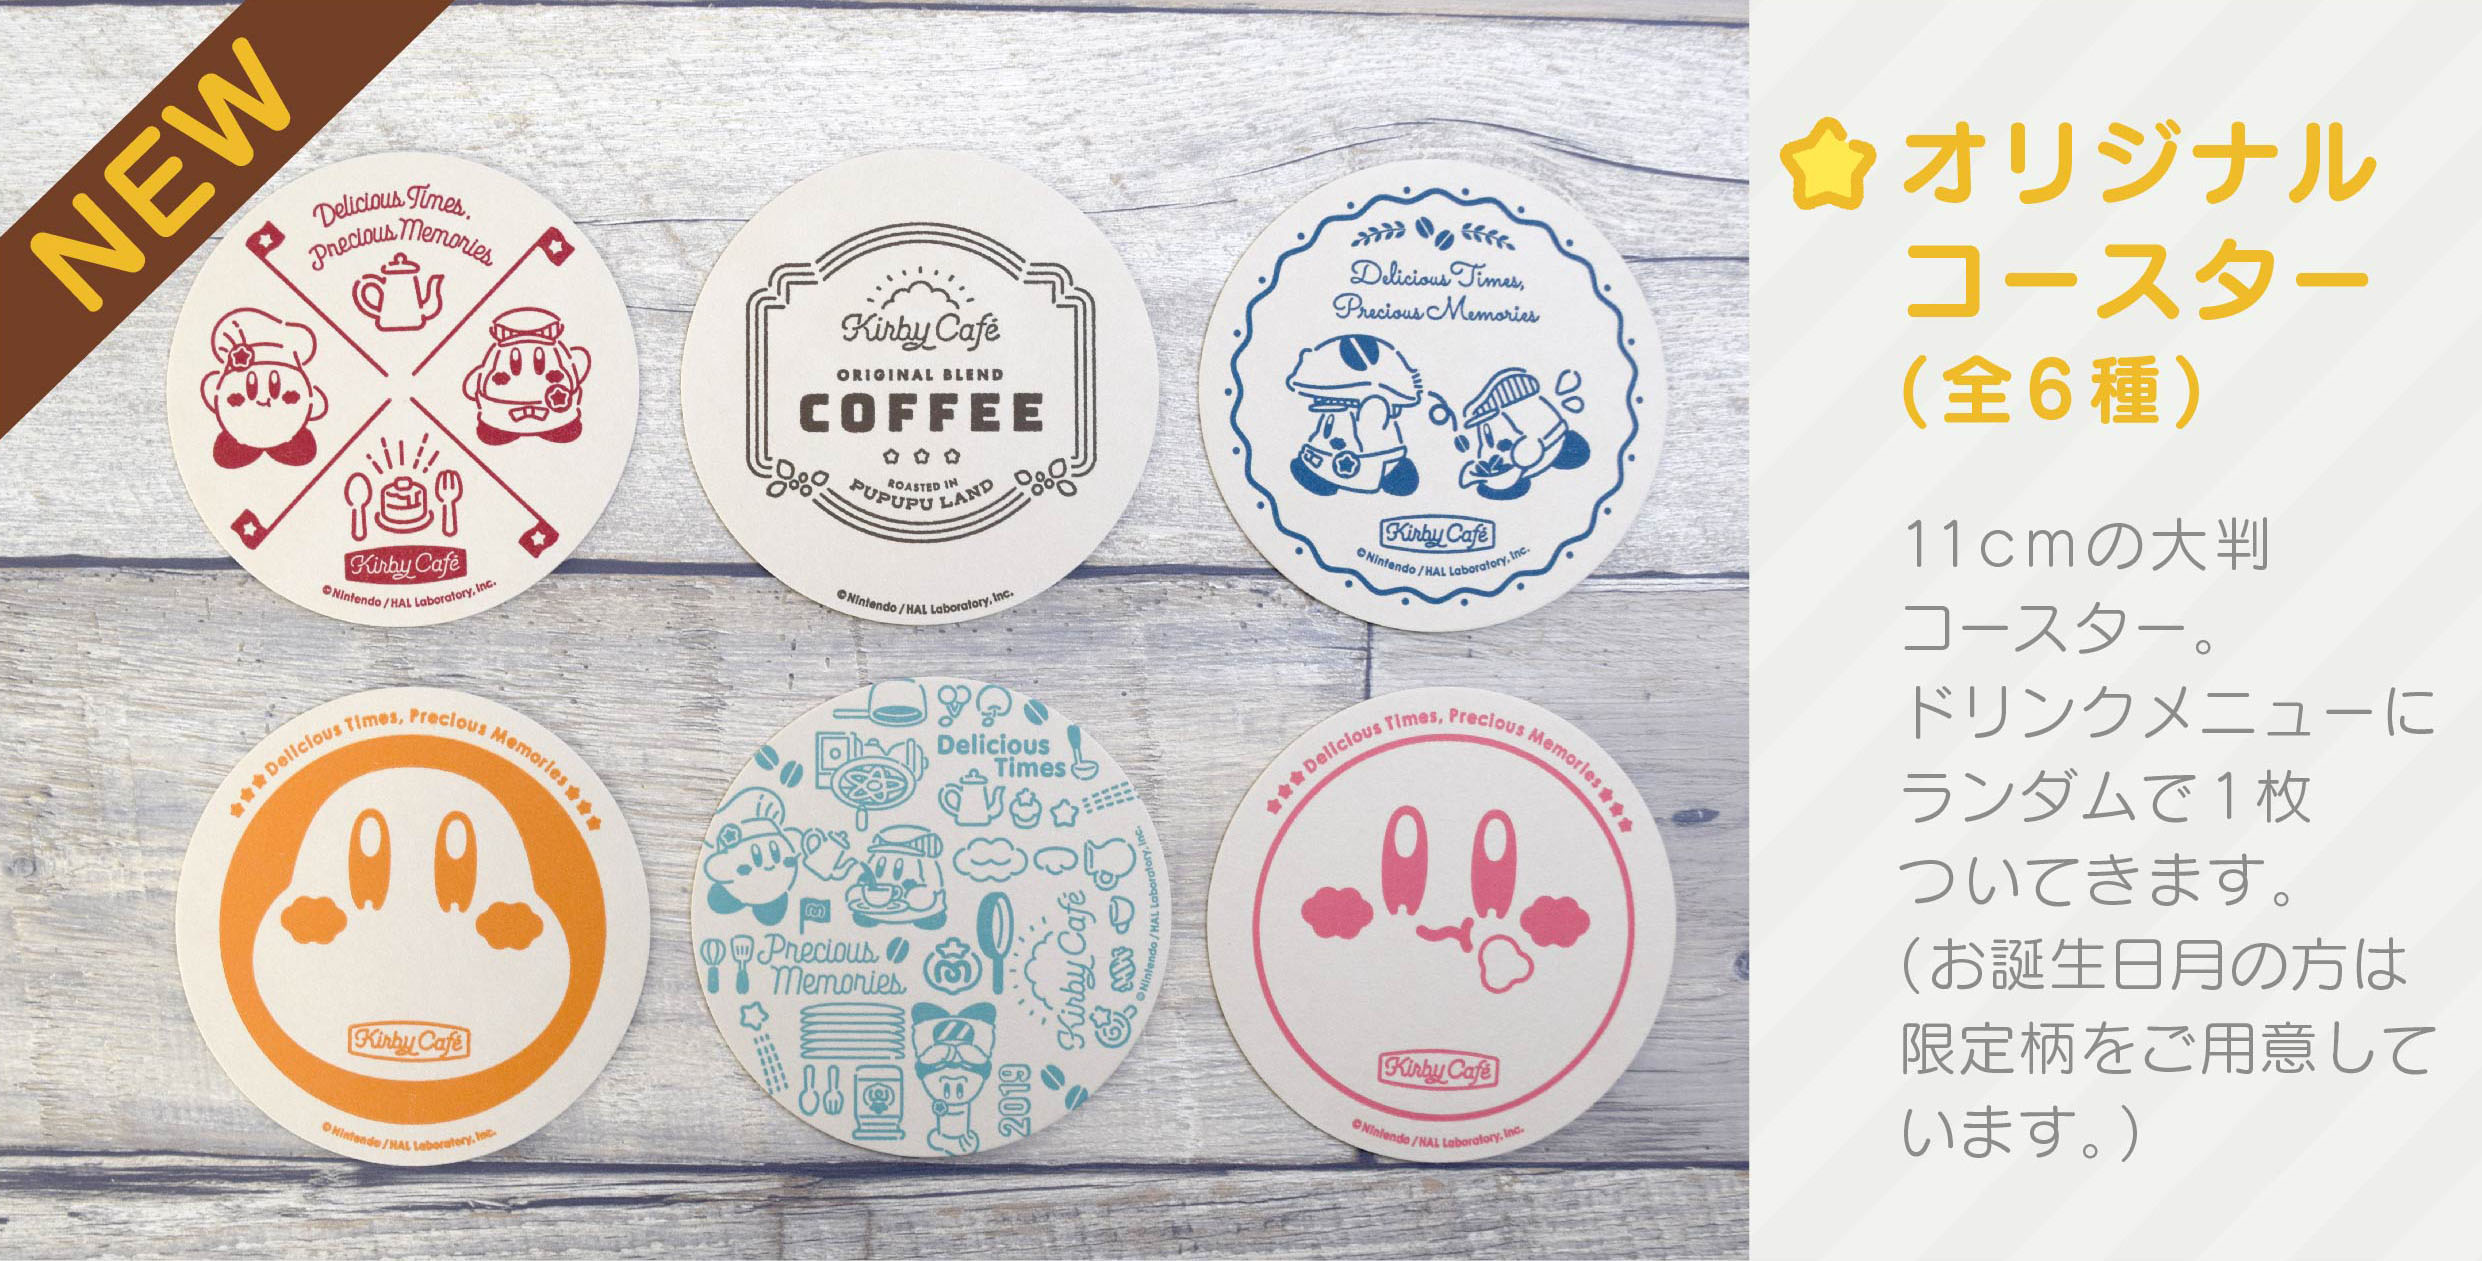 NEW
Delicious Times,
Precious Memories
Kirby Café
©Nintendo / HAL Laboratory, Inc.
Kirby Café
ORIGINAL BLEND
COFFEE
ROASTED IN
PUPUPU LAND
©Nintendo / HAL Laboratory, Inc.
Delicious Times,
Precious Memories
Kirby Café
©Nintendo / HAL Laboratory, Inc.
★★★Delicious Times, Precious Memories★★★
Kirby Café
©Nintendo / HAL Laboratory, Inc.
Delicious
Times
Precious
Memories
Kirby Café
©Nintendo / HAL Laboratory, Inc.
2019
★★★Delicious Times, Precious Memories★★★
Kirby Café
©Nintendo / HAL Laboratory, Inc.
オリジナル
コースター
(全6種)
11cmの大判
コースター。
ドリンクメニューに
ランダムで1枚
ついてきます。
(お誕生日月の方は
限定柄をご用意して
います。)